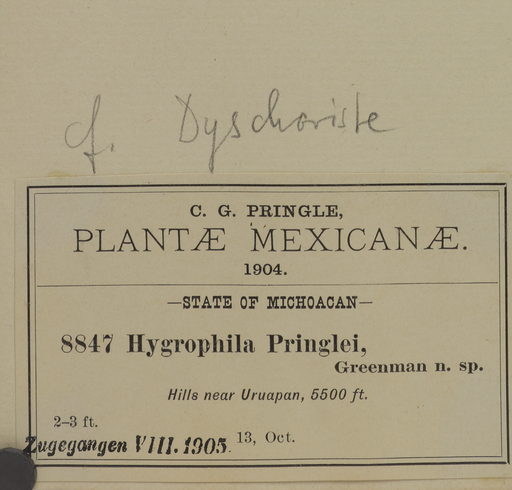 cf. Dyschoriste
C. G. PRINGLE,
PLANTÆ MEXICANÆ.
1904.
—STATE OF MICHOACAN—
8847 Hygrophila Pringlei,
Greenman n. sp.
Hills near Uruapan, 5500 ft.
2–3 ft.
Zugegangen VIII. 1905. 13, Oct.